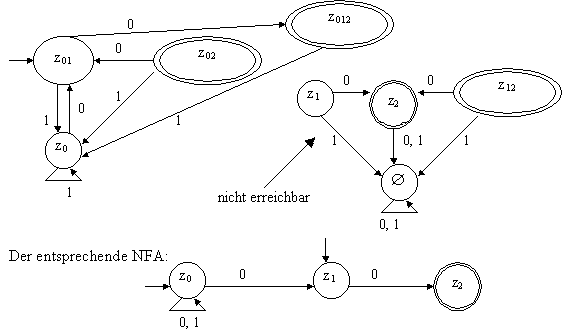 0
z₀₁₂
z₀₁
0
z₀₂
1
0
1
1
z₀
1
z₁
0
z₂
0
z₁₂
1
0, 1
1
∅
nicht erreichbar
0, 1
Der entsprechende NFA:
z₀
0
z₁
0
z₂
0, 1